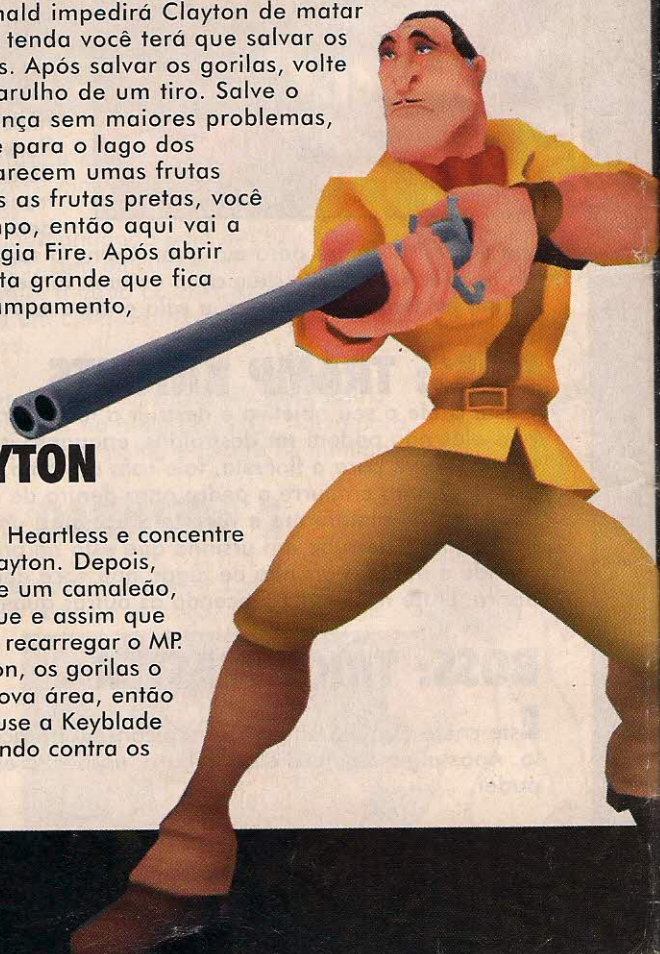 nald impedirá Clayton de matar
tenda você terá que salvar os
s. Após salvar os gorilas, volte
arulho de um tiro. Salve o
nça sem maiores problemas,
e para o lago dos
arecem umas frutas
s as frutas pretas, você
mpo, então aqui vai a
gia Fire. Após abrir
ta grande que fica
ampamento,
YTON
Heartless e concentre
layton. Depois,
e um camaleão,
ue e assim que
recarregar o MP.
on, os gorilas o
ova área, então
use a Keyblade
ndo contra os